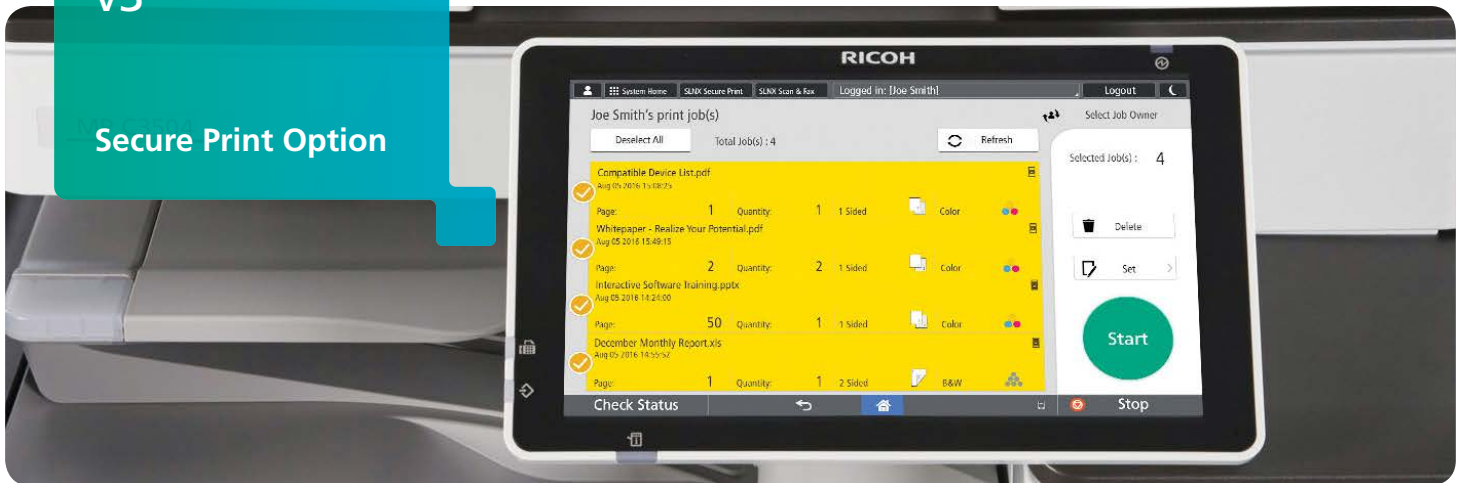 v3
Secure Print Option
RICOH
System Home SLNX Secure Print SLNX Scan & Fax Logged in: [Joe Smith] Logout
Joe Smith's print job(s) Select Job Owner
Deselect All Total Job(s) : 4 Refresh
Selected Job(s) : 4
Compatible Device List.pdf
Aug 05 2016 15:08:25
Page: 1 Quantity: 1 1 Sided Color
Whitepaper - Realize Your Potential.pdf
Aug 05 2016 15:49:15
Delete
Page: 2 Quantity: 2 1 Sided Color
Set
Interactive Software Training.pptx
Aug 05 2016 14:24:00
Page: 50 Quantity: 1 1 Sided Color
Start
December Monthly Report.xls
Aug 05 2016 14:55:52
Page: 1 Quantity: 1 2 Sided B&W
Check Status Stop